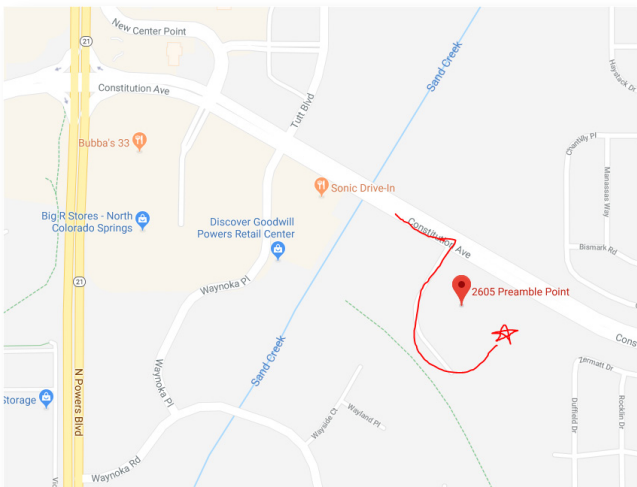 New Center Point
21
Constitution Ave
Sand Creek
Haystack Dr
Tutt Blvd
Bubba's 33
Chantilly Pl
Manassas Way
Sonic Drive-In
Big R Stores - North
Colorado Springs
Discover Goodwill
Powers Retail Center
Constitution Ave
Bismark Rd
21
Waynoka Pl
2605 Preamble Point
Cons
Sand Creek
Zermatt Dr
Waynoka Pl
N Powers Blvd
Storage
Wayside Ct
Wayland Pl
Duffield Dr
Rocklin Dr
Waynoka Rd